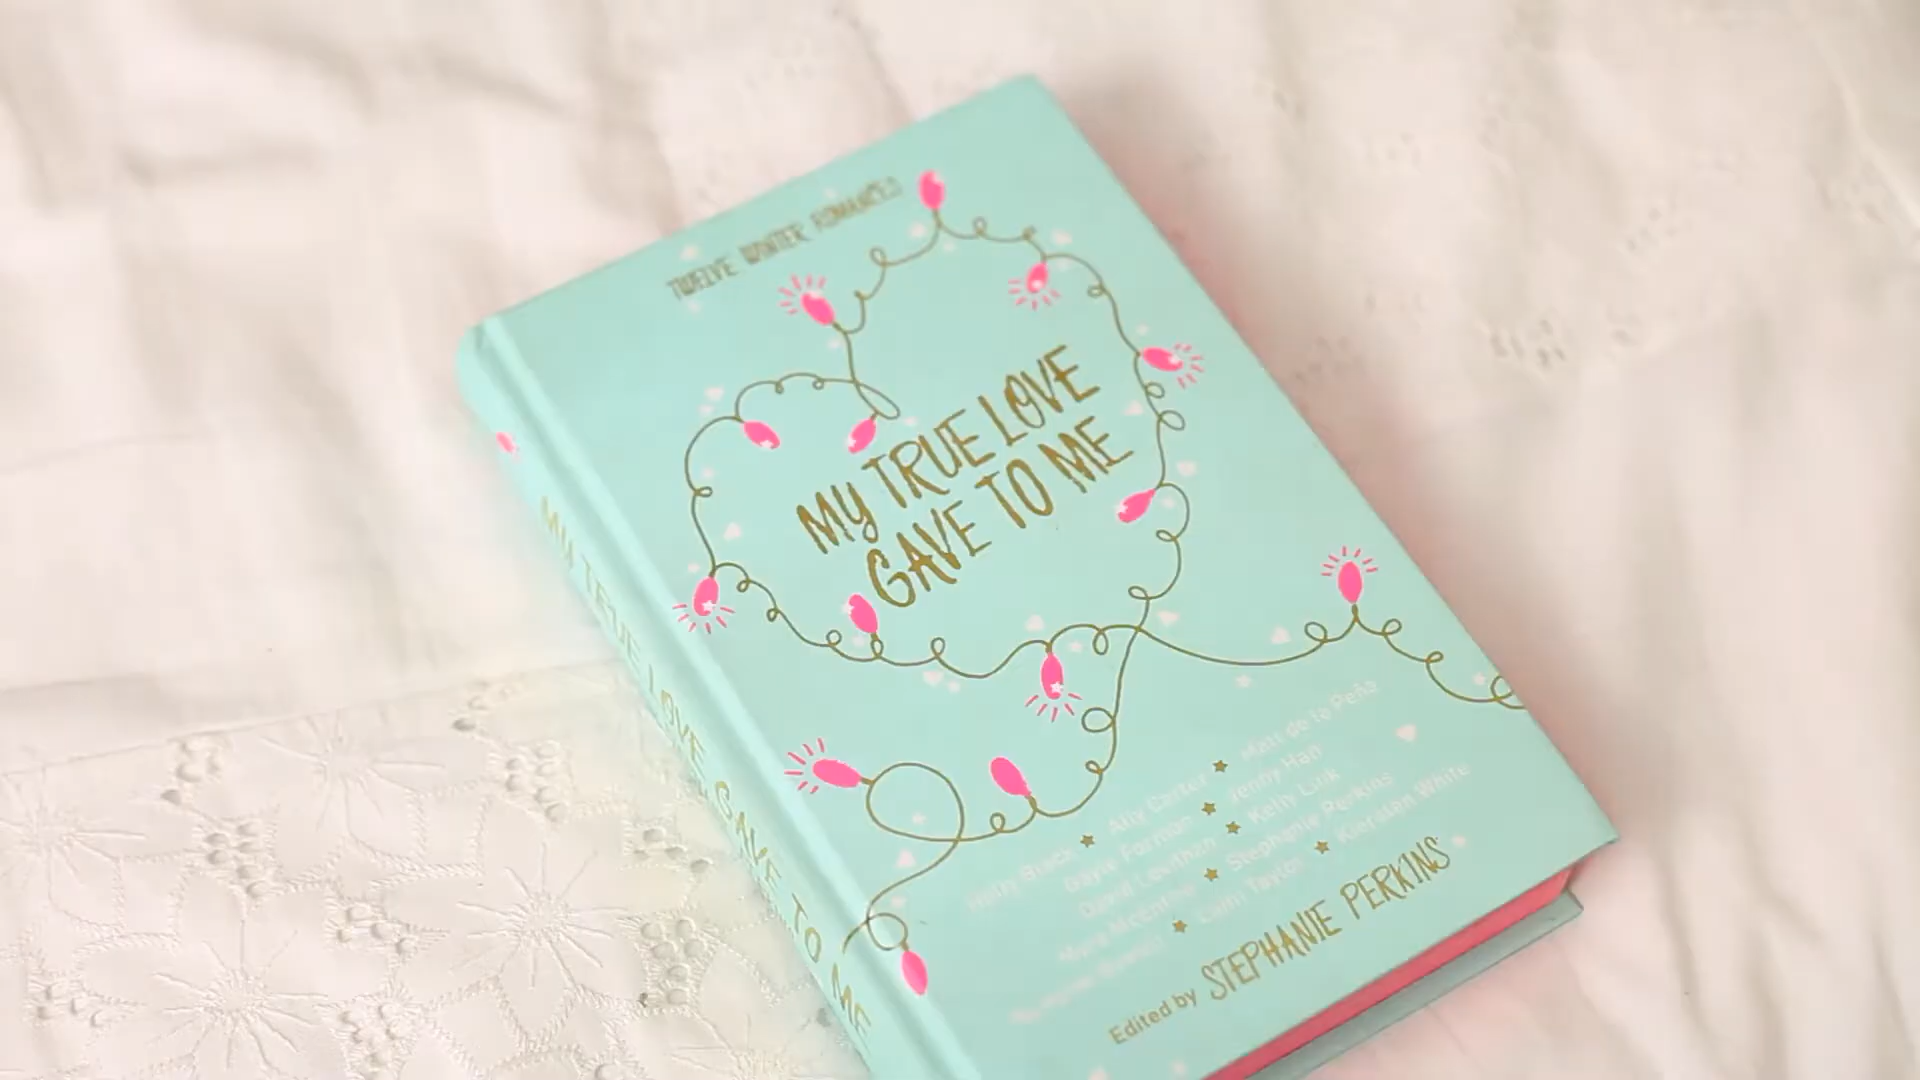 TWELVE WINTER ROMANCES
MY TRUE LOVE
GAVE TO ME
Holly Black ★ Ally Carter ★ Matt de la Peña
Gayle Forman ★ Jenny Han
David Levithan ★ Kelly Link
Myra McEntire ★ Stephanie Perkins
Rainbow Rowell ★ Laini Taylor ★ Kiersten White
Edited by STEPHANIE PERKINS
MY TRUE LOVE GAVE TO ME